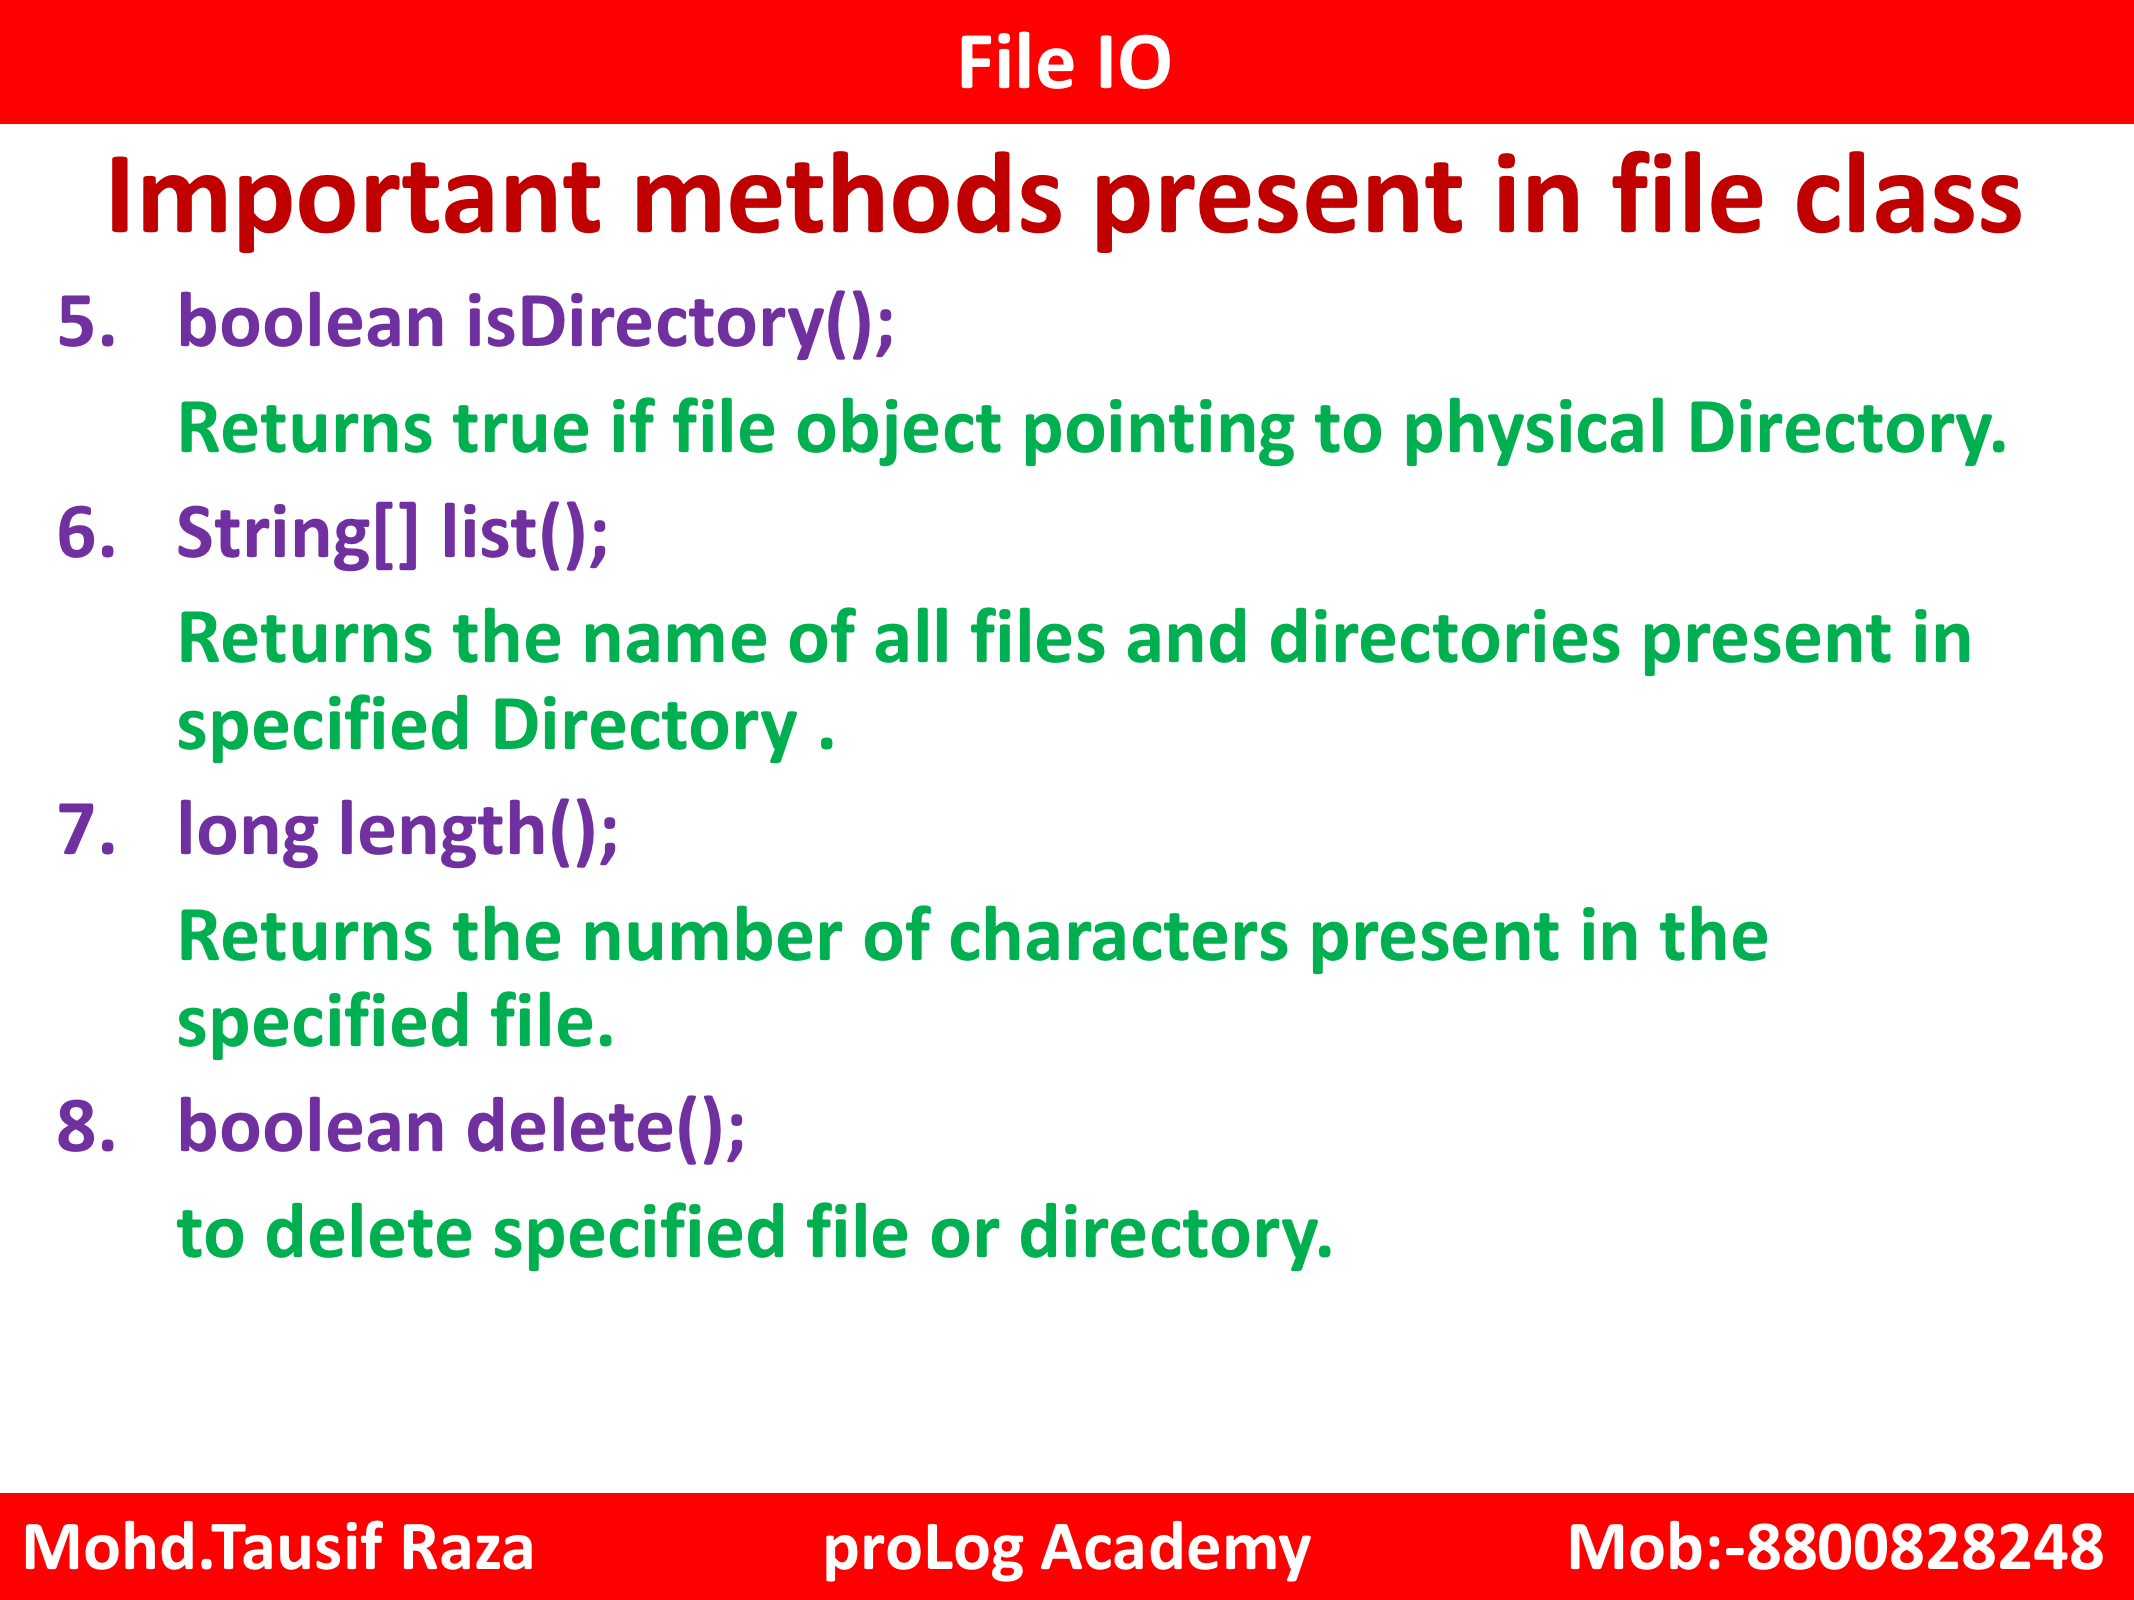 File IO
Important methods present in file class
5. boolean isDirectory();
Returns true if file object pointing to physical Directory.
6. String[] list();
Returns the name of all files and directories present in
specified Directory .
7. long length();
Returns the number of characters present in the
specified file.
8. boolean delete();
to delete specified file or directory.
Mohd.Tausif Raza proLog Academy Mob:-8800828248